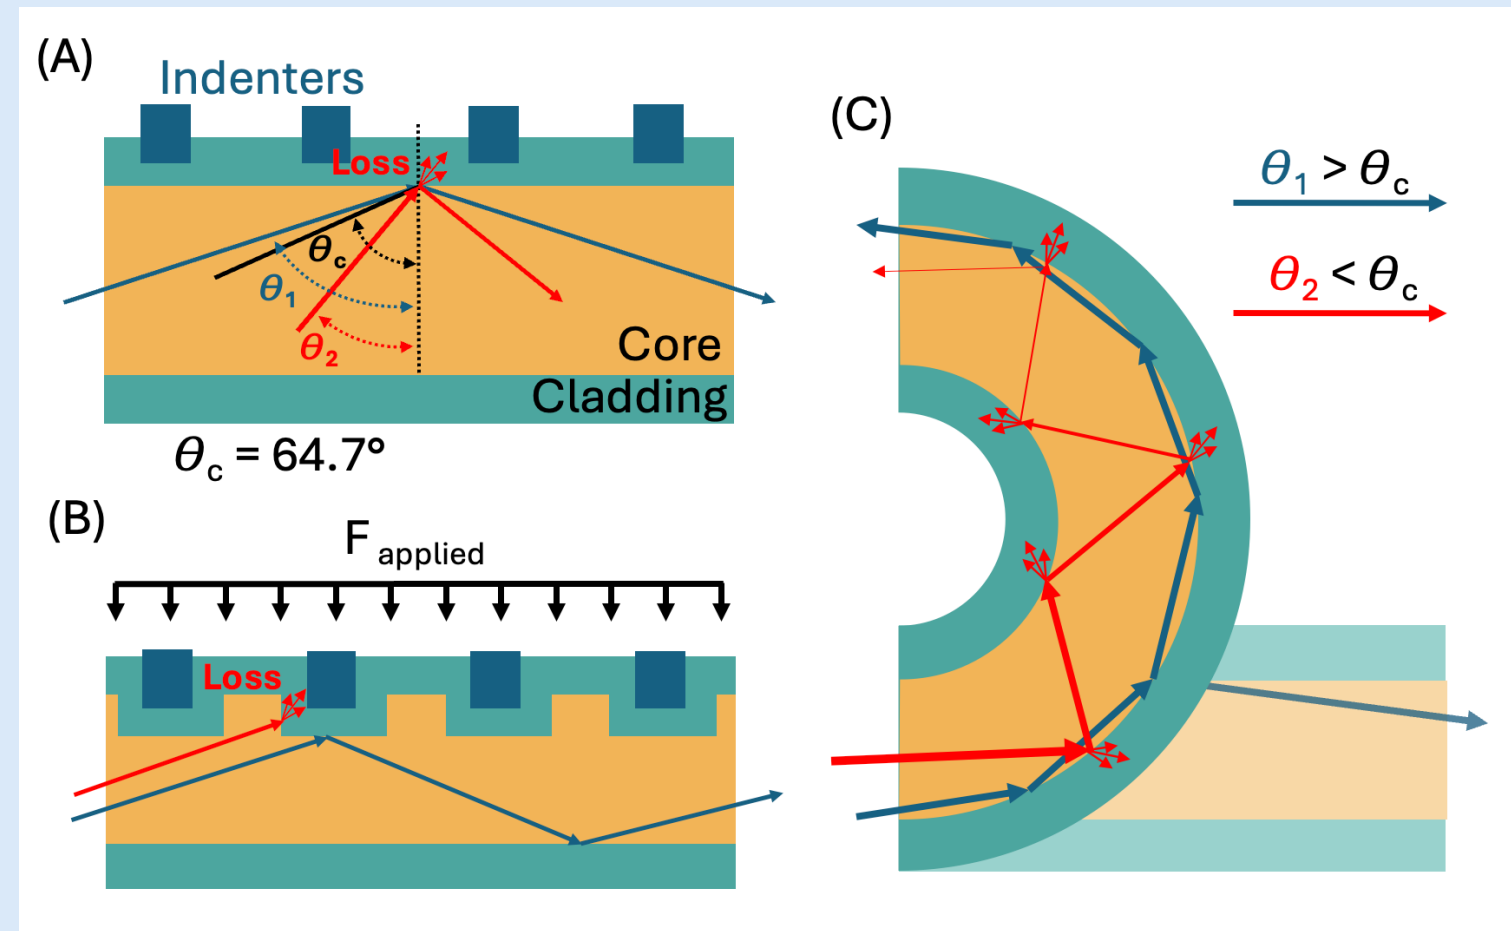 (A)
Indenters
Loss
θc
θ1
θ2
Core
Cladding
θc = 64.7°
(B)
F applied
Loss
(C)
θ1 > θc
θ2 < θc